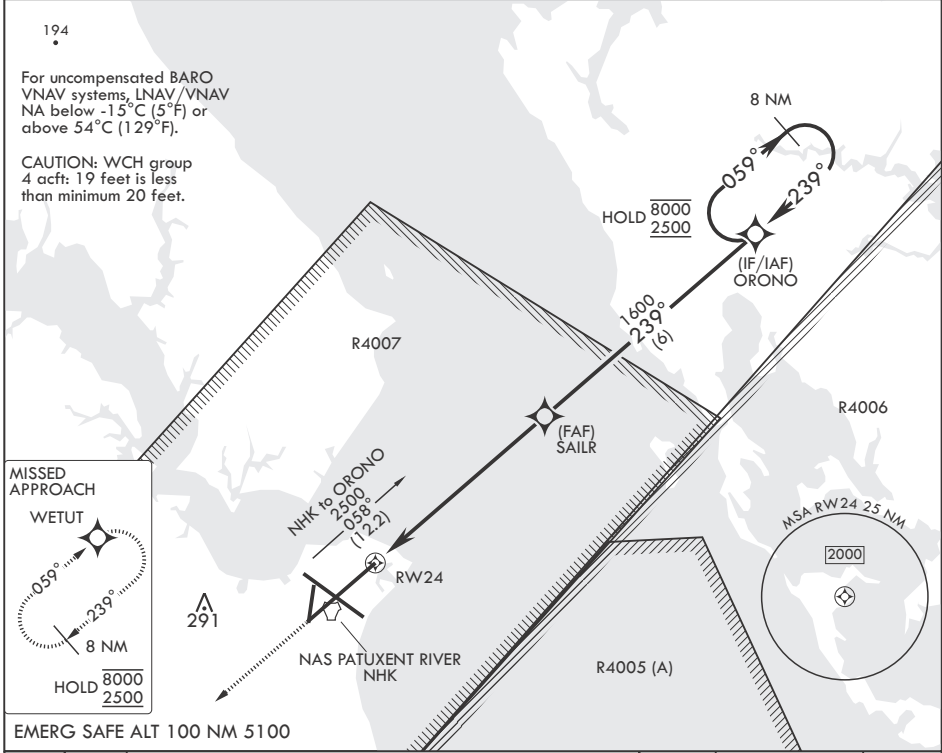 194
For uncompensated BARO
VNAV systems, LNAV/VNAV
NA below -15°C (5°F) or
above 54°C (129°F).
CAUTION: WCH group
4 acft: 19 feet is less
than minimum 20 feet.
8 NM
059°
239°
HOLD 8000
2500
(IF/IAF)
ORONO
1600
239°
(6)
R4007
R4006
(FAF)
SAILR
NHK to ORONO
2500
058°
(12.2)
RW24
291
NAS PATUXENT RIVER
NHK
R4005 (A)
MSA RW24 25 NM
2000
MISSED
APPROACH
WETUT
059°
239°
8 NM
HOLD 8000
2500
EMERG SAFE ALT 100 NM 5100